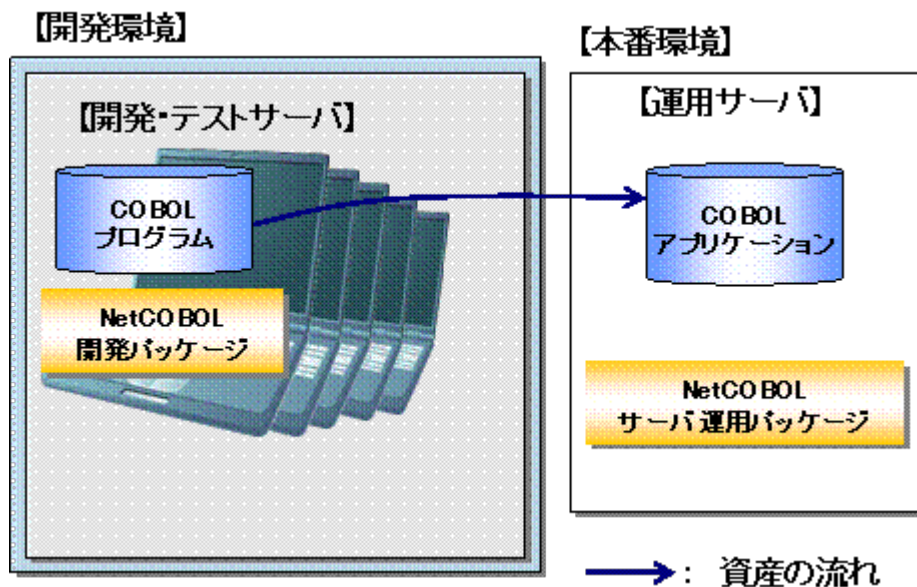 【開発環境】
【開発・テストサーバ】
COBOL
プログラム
NetCOBOL
開発パッケージ
【本番環境】
【運用サーバ】
COBOL
アプリケーション
NetCOBOL
サーバ運用パッケージ
： 資産の流れ